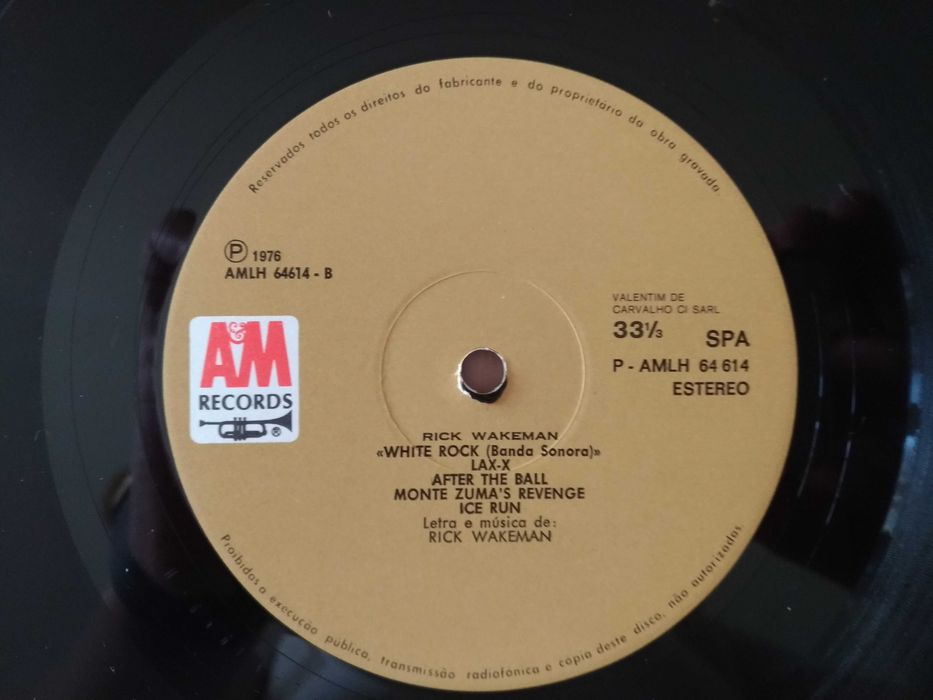 Reservados todos os direitos do fabricante e do proprietário da obra gravada
Ⓟ 1976
AMLH 64614 - B
A&M
RECORDS
®
VALENTIM DE
CARVALHO CI SARL
33⅓ SPA
P - AMLH 64 614
ESTEREO
RICK WAKEMAN
«WHITE ROCK (Banda Sonora)»
LAX-X
AFTER THE BALL
MONTE ZUMA'S REVENGE
ICE RUN
Letra e música de:
RICK WAKEMAN
Proibidos a execução pública, transmissão radiofónica e cópia deste disco, não autorizados.